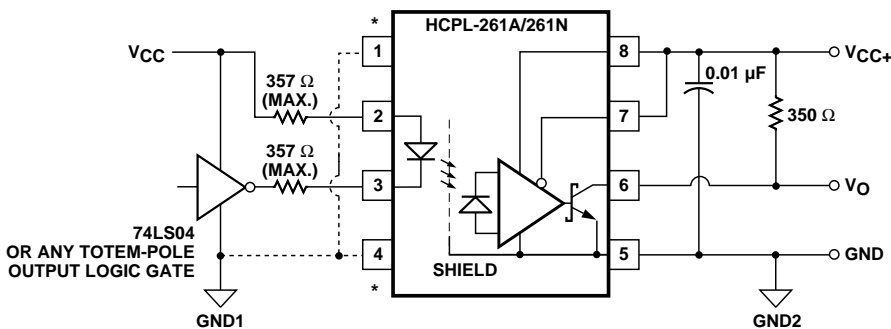 HCPL-261A/261N
*
1
8
VCC
VCC+
357 Ω
(MAX.)
0.01 µF
2
7
350 Ω
357 Ω
(MAX.)
3
6
VO
74LS04
OR ANY TOTEM-POLE
OUTPUT LOGIC GATE
4
5
GND
SHIELD
*
GND1
GND2